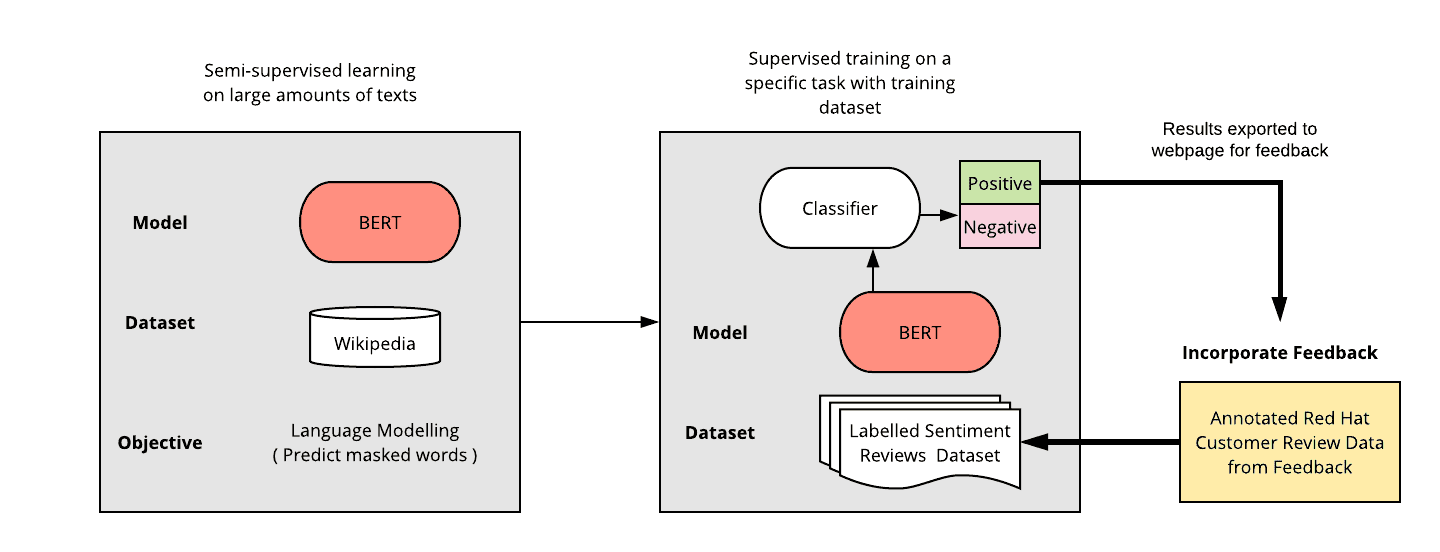 Semi-supervised learning
on large amounts of texts
Model
BERT
Dataset
Wikipedia
Objective
Language Modelling
( Predict masked words )
Supervised training on a
specific task with training
dataset
Classifier
Positive
Negative
Model
BERT
Dataset
Labelled Sentiment
Reviews Dataset
Results exported to
webpage for feedback
Incorporate Feedback
Annotated Red Hat
Customer Review Data
from Feedback